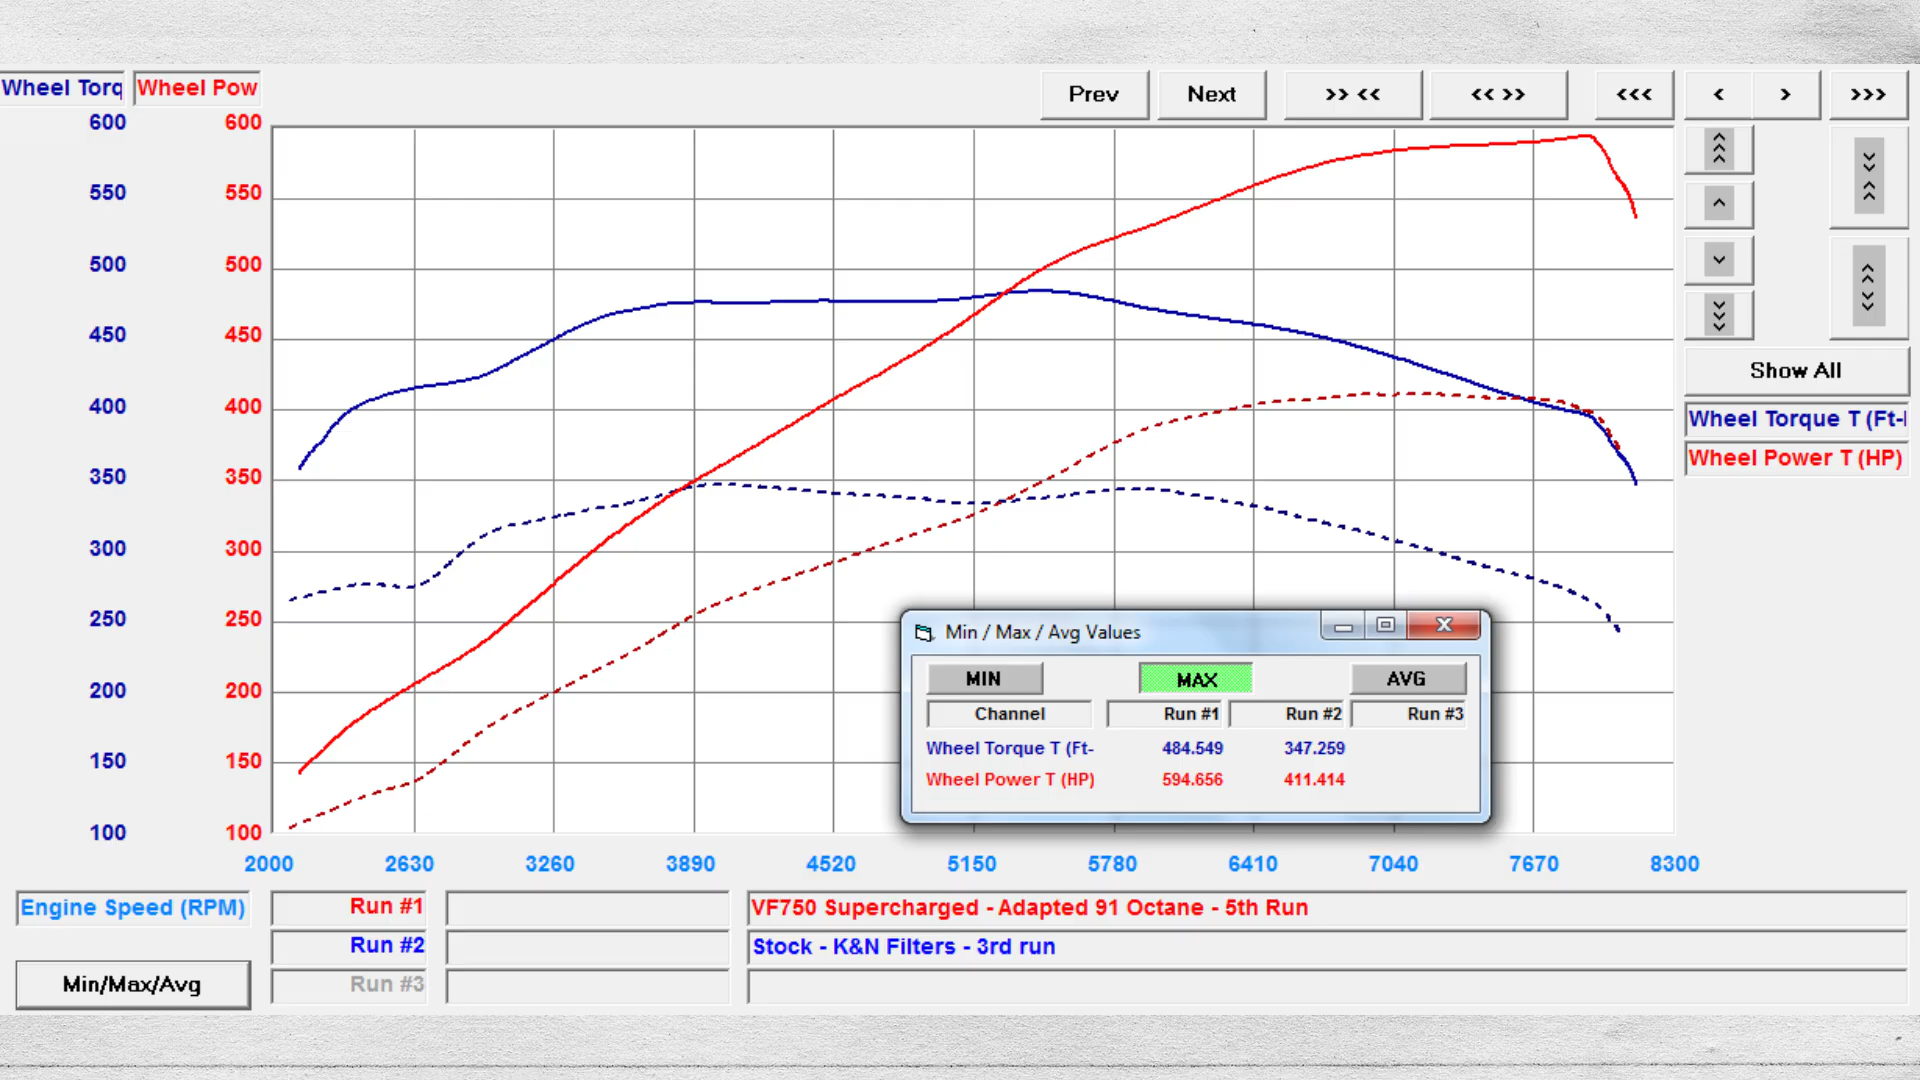 Wheel Torq Wheel Pow
Prev Next >> << << >> <<< < > >>>
600 600
550 550
500 500
450 450
400 400
350 350
300 300
250 250
200 200
150 150
100 100
Show All
Wheel Torque T (Ft-l
Wheel Power T (HP)
Min / Max / Avg Values
MIN MAX AVG
Channel Run #1 Run #2 Run #3
Wheel Torque T (Ft- 484.549 347.259
Wheel Power T (HP) 594.656 411.414
2000 2630 3260 3890 4520 5150 5780 6410 7040 7670 8300
Engine Speed (RPM) Run #1 VF750 Supercharged - Adapted 91 Octane - 5th Run
Run #2 Stock - K&N Filters - 3rd run
Min/Max/Avg Run #3